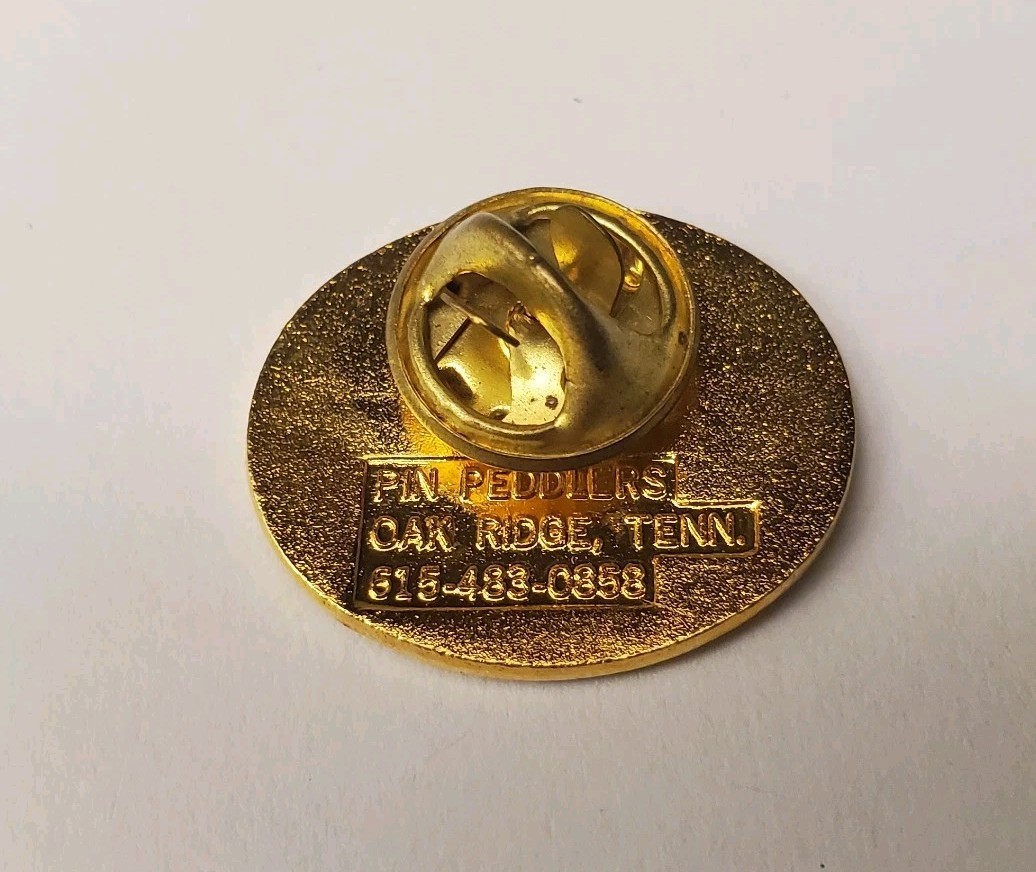 PIN PEDDLERS
OAK RIDGE, TENN.
615-483-0358